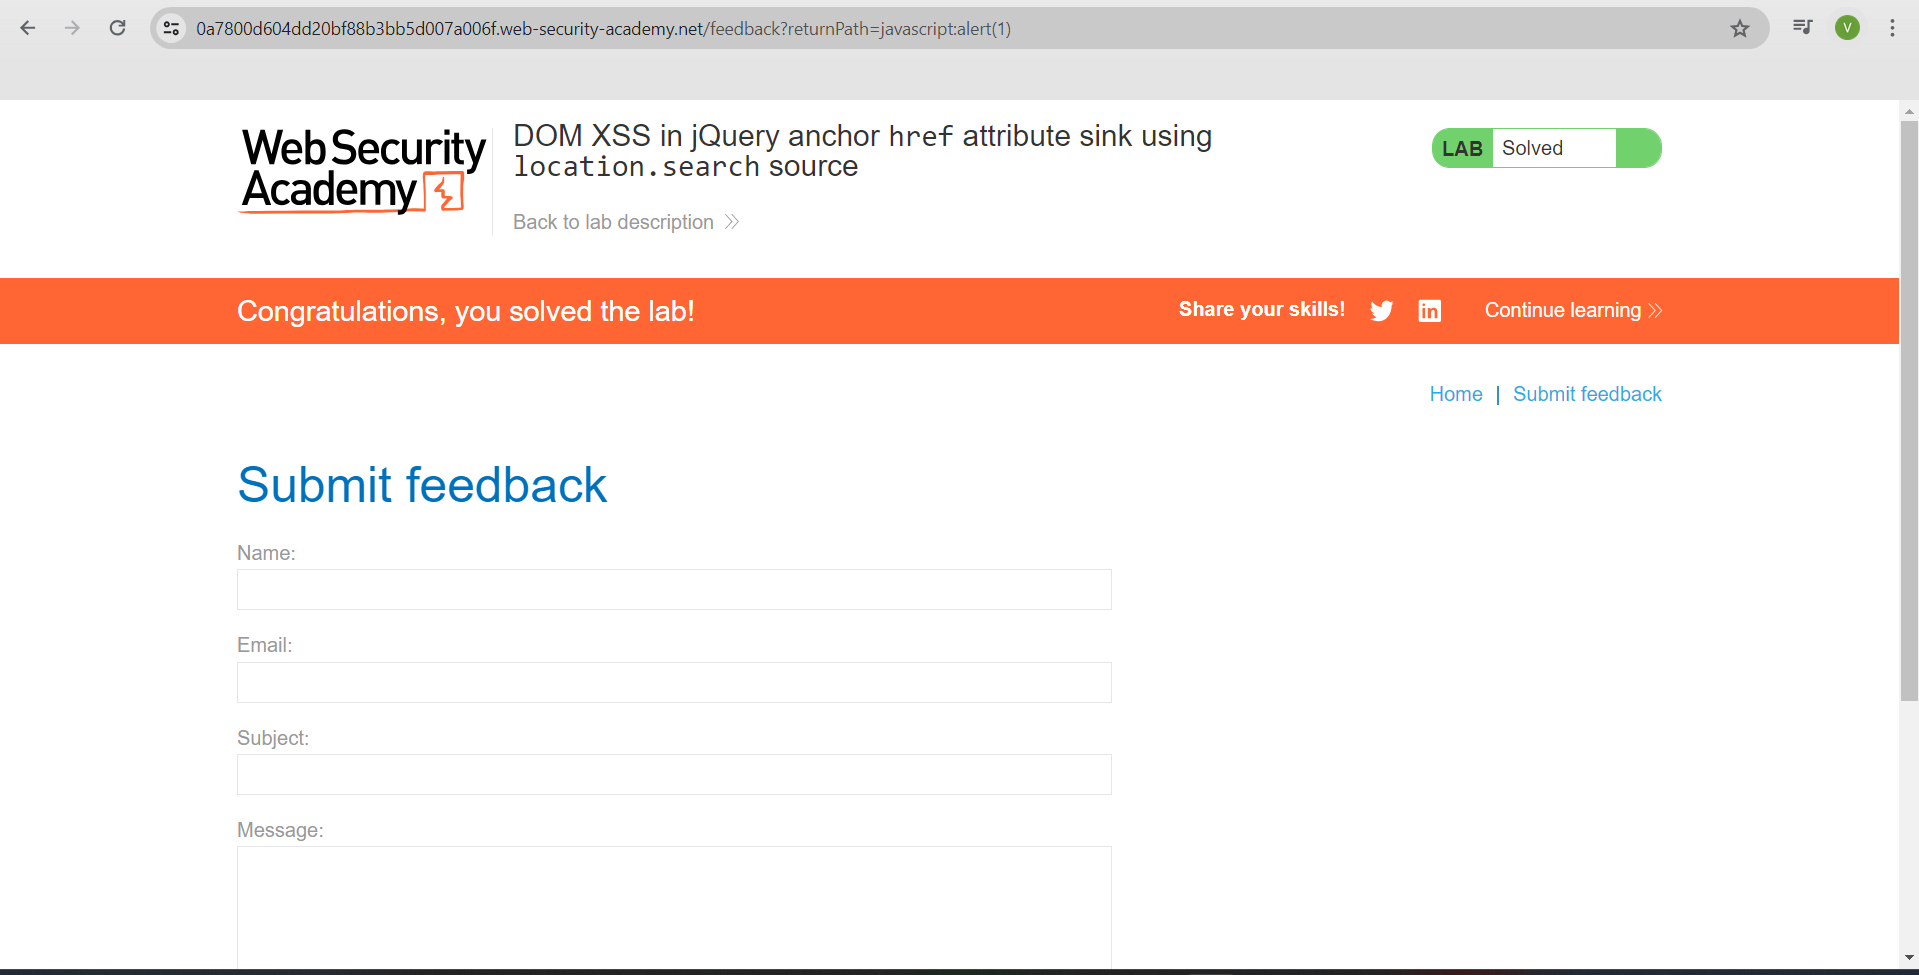 0a7800d604dd20bf88b3bb5d007a006f.web-security-academy.net/feedback?returnPath=javascript:alert(1)
V
Web Security
Academy
DOM XSS in jQuery anchor href attribute sink using
location.search source
LAB Solved
Back to lab description
Congratulations, you solved the lab!
Share your skills!
Continue learning
Home | Submit feedback
Submit feedback
Name:
Email:
Subject:
Message: